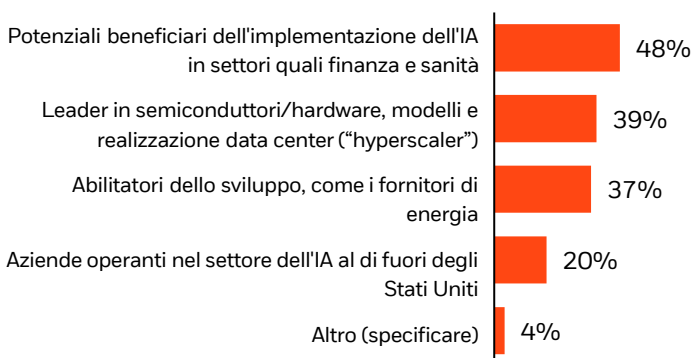 Potenziali beneficiari dell'implementazione dell'IA
in settori quali finanza e sanità
48%
Leader in semiconduttori/hardware, modelli e
realizzazione data center (“hyperscaler”)
39%
Abilitatori dello sviluppo, come i fornitori di
energia
37%
Aziende operanti nel settore dell'IA al di fuori degli
Stati Uniti
20%
Altro (specificare)
4%